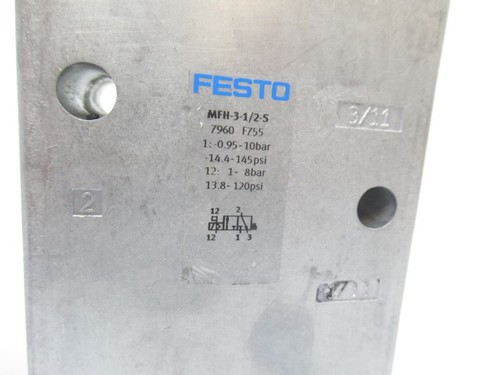 FESTO
MFH-3-1/2-S
7960 F755
1: -0.95-10bar
-14.4-145psi
12: 1- 8bar
13.8-120psi
12 2
12 1 3
3/11
2